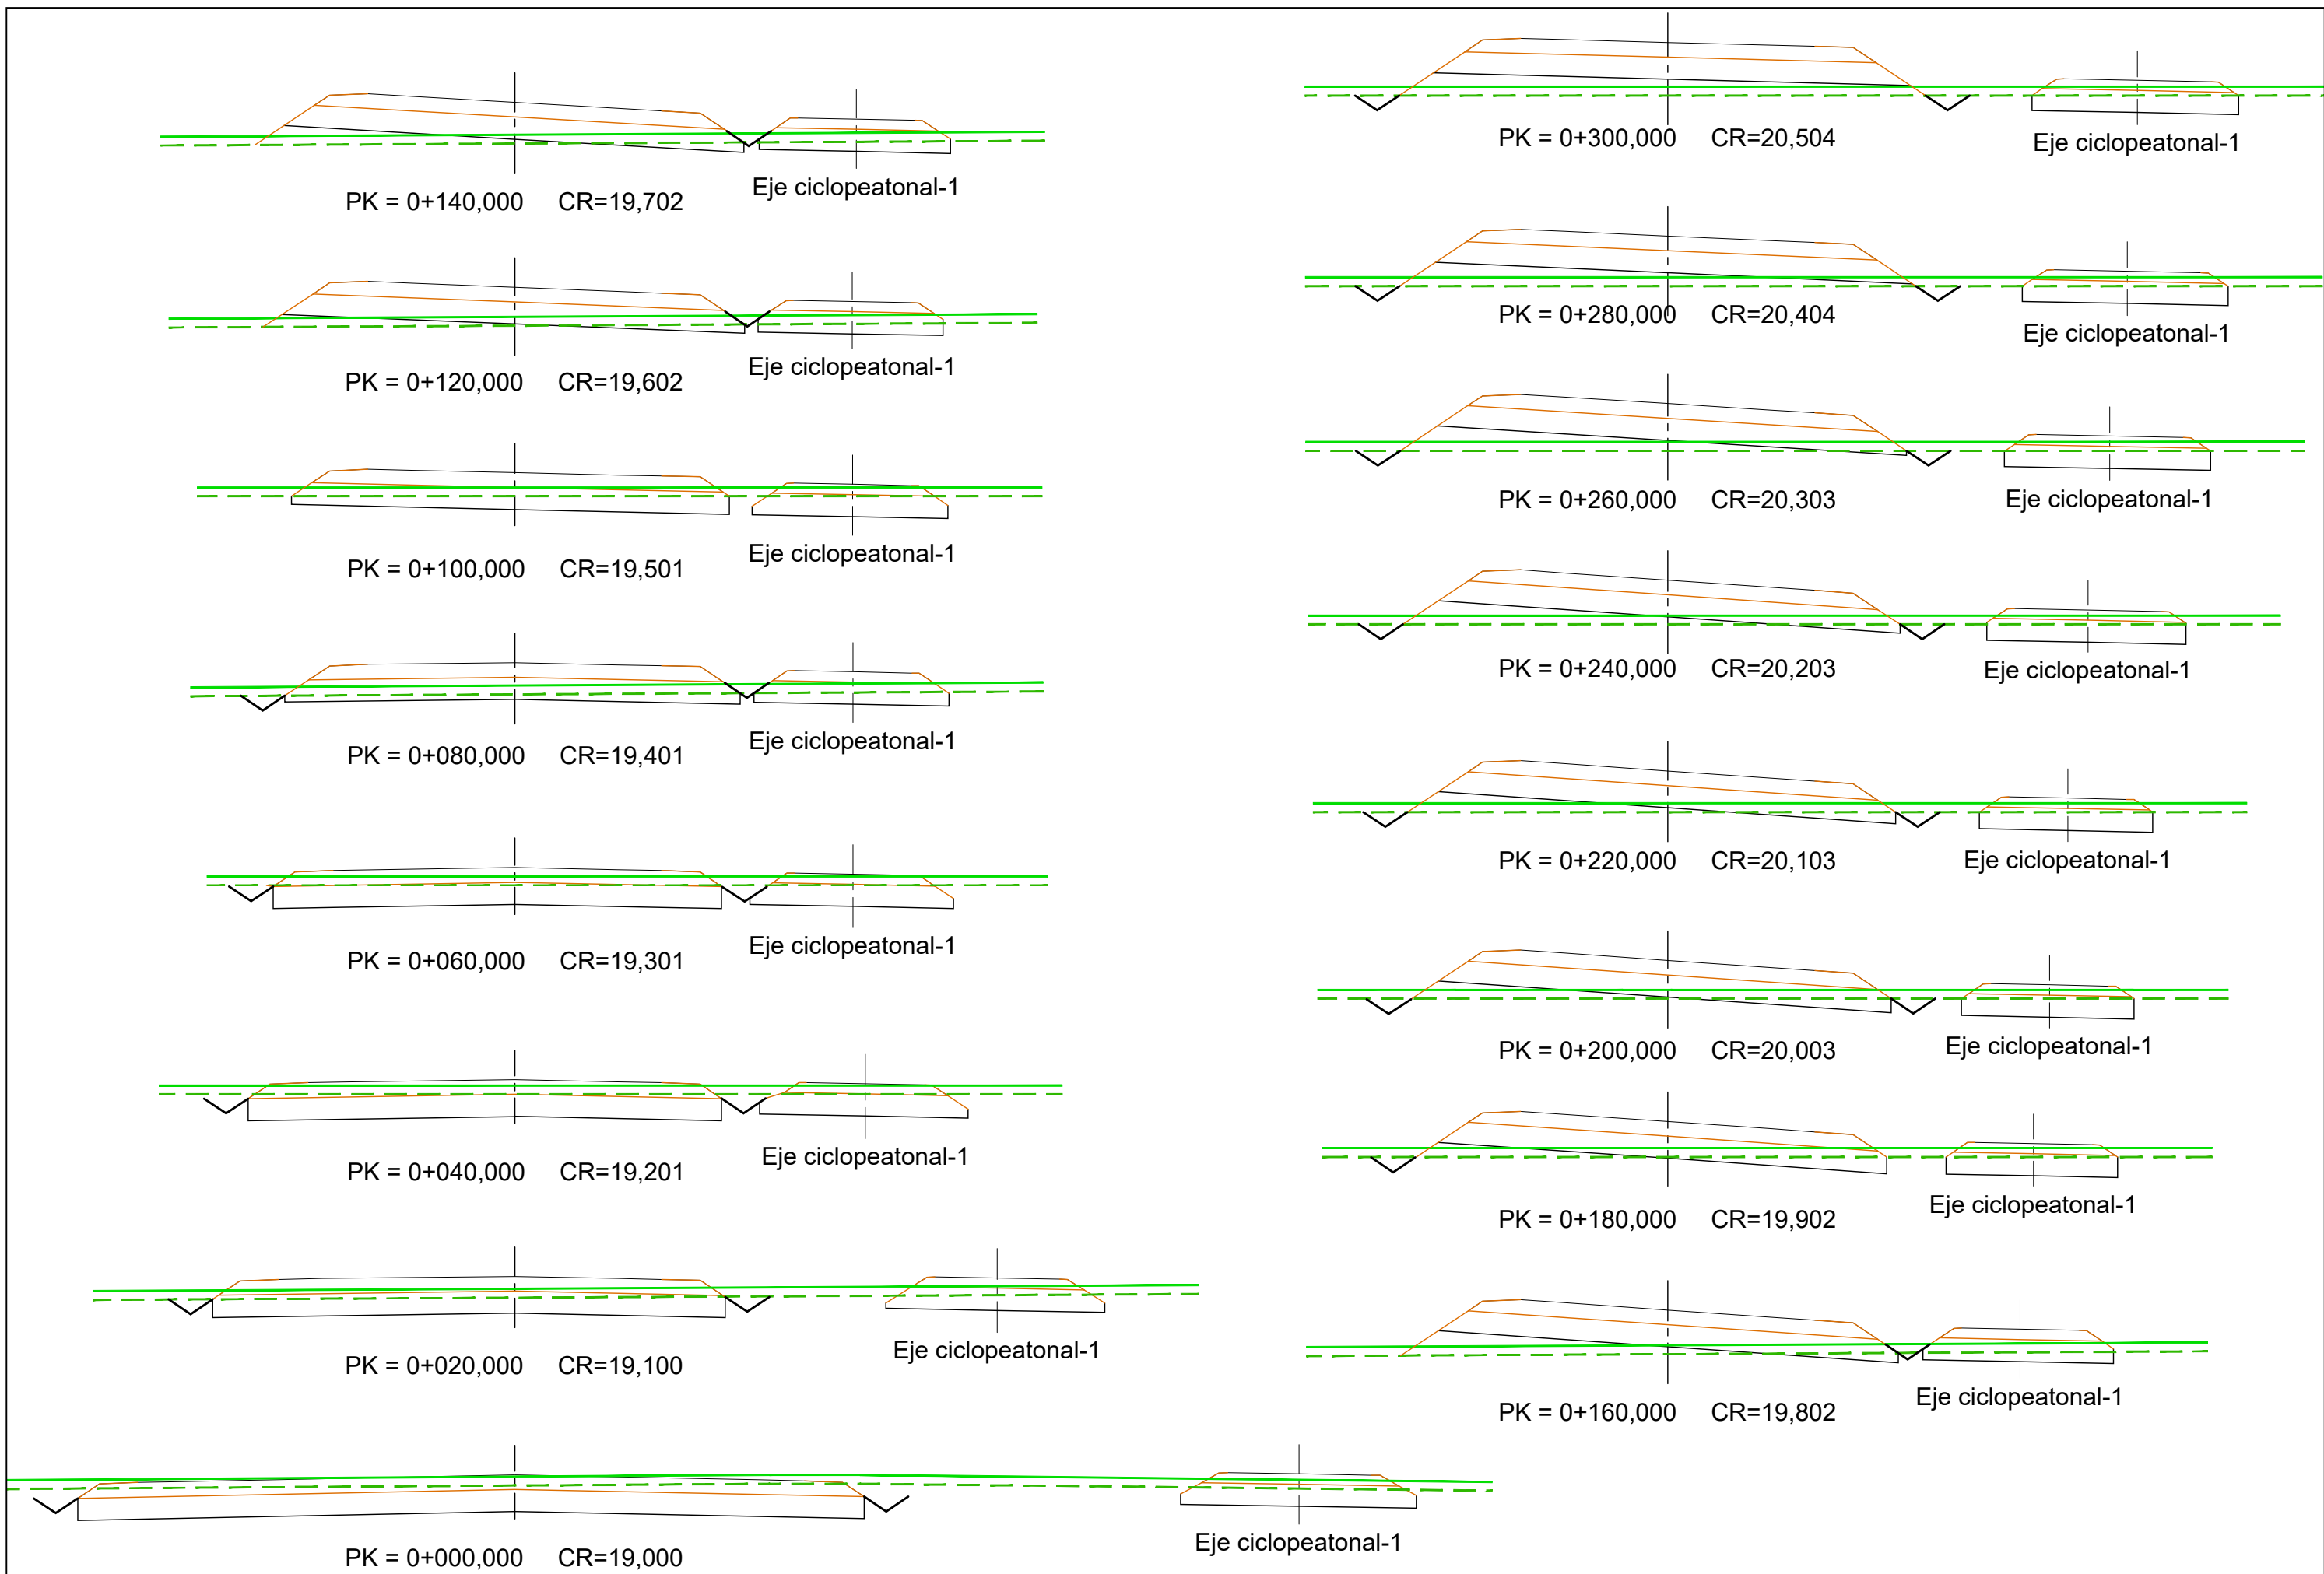 Eje ciclopeatonal-1
PK = 0+140,000 CR=19,702
Eje ciclopeatonal-1
PK = 0+120,000 CR=19,602
Eje ciclopeatonal-1
PK = 0+100,000 CR=19,501
Eje ciclopeatonal-1
PK = 0+080,000 CR=19,401
Eje ciclopeatonal-1
PK = 0+060,000 CR=19,301
Eje ciclopeatonal-1
PK = 0+040,000 CR=19,201
Eje ciclopeatonal-1
PK = 0+020,000 CR=19,100
Eje ciclopeatonal-1
PK = 0+000,000 CR=19,000
PK = 0+300,000 CR=20,504
Eje ciclopeatonal-1
PK = 0+280,000 CR=20,404
Eje ciclopeatonal-1
PK = 0+260,000 CR=20,303
Eje ciclopeatonal-1
PK = 0+240,000 CR=20,203
Eje ciclopeatonal-1
PK = 0+220,000 CR=20,103
Eje ciclopeatonal-1
PK = 0+200,000 CR=20,003
Eje ciclopeatonal-1
PK = 0+180,000 CR=19,902
Eje ciclopeatonal-1
PK = 0+160,000 CR=19,802
Eje ciclopeatonal-1